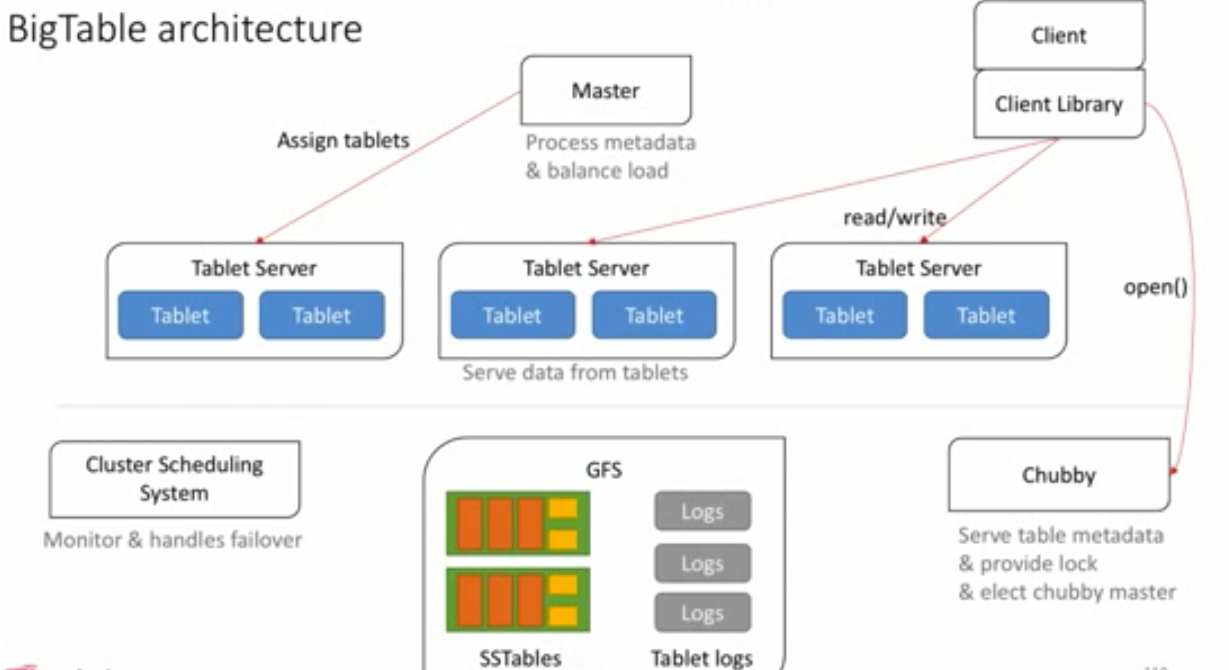 BigTable architecture
Client
Master
Client Library
Assign tablets
Process metadata
& balance load
read/write
Tablet Server
Tablet Tablet
Tablet Server
Tablet Tablet
Tablet Server
Tablet Tablet
open()
Serve data from tablets
Cluster Scheduling
System
Monitor & handles failover
GFS
Logs
Logs
Logs
SSTables
Tablet logs
Chubby
Serve table metadata
& provide lock
& elect chubby master